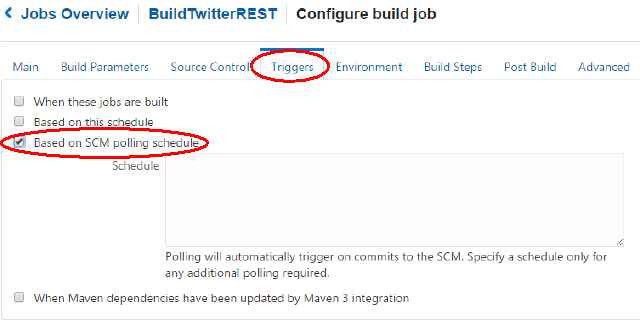 Jobs Overview BuildTwitterREST Configure build job
Main Build Parameters Source Control Triggers Environment Build Steps Post Build Advanced
When these jobs are built
Based on this schedule
Based on SCM polling schedule
Schedule
Polling will automatically trigger on commits to the SCM. Specify a schedule only for
any additional polling required.
When Maven dependencies have been updated by Maven 3 integration